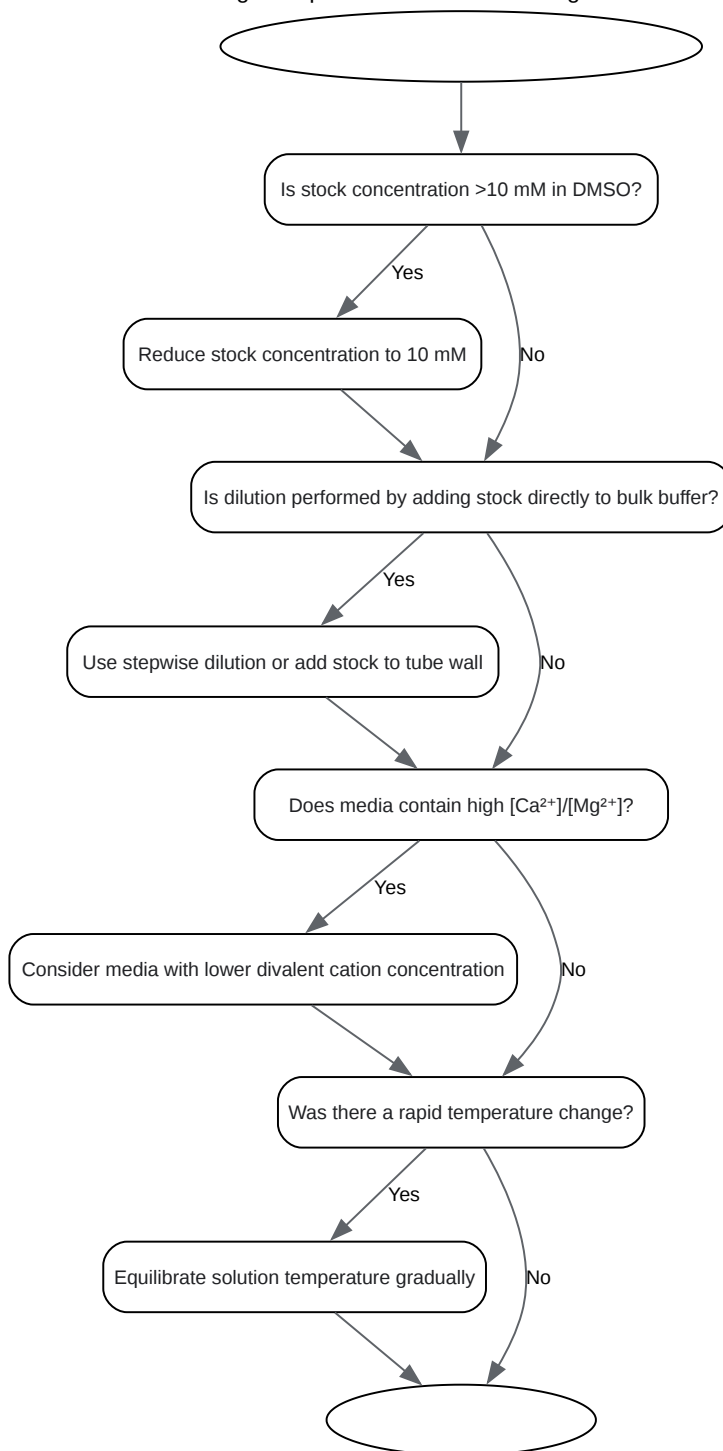 Is stock concentration >10 mM in DMSO?
Yes
Reduce stock concentration to 10 mM
No
Is dilution performed by adding stock directly to bulk buffer?
Yes
Use stepwise dilution or add stock to tube wall
No
Does media contain high [Ca²⁺]/[Mg²⁺]?
Yes
Consider media with lower divalent cation concentration
No
Was there a rapid temperature change?
Yes
Equilibrate solution temperature gradually
No